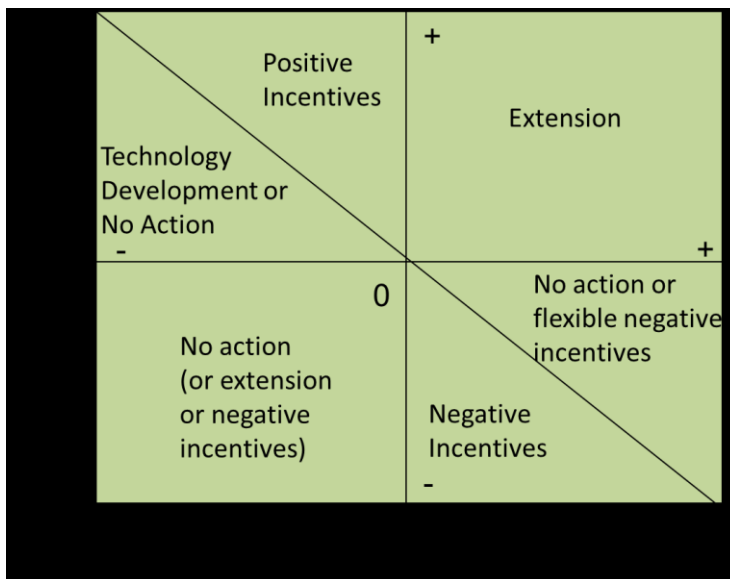 Positive
Incentives
+
Extension
Technology
Development or
No Action
-
+
0
No action or
flexible negative
incentives
No action
(or extension
or negative
incentives)
Negative
Incentives
-